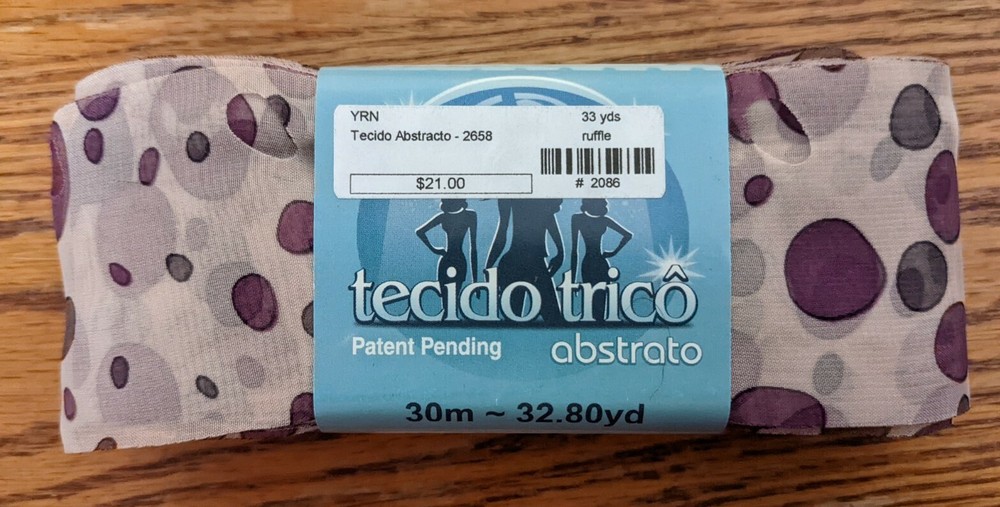 YRN 33 yds
Tecido Abstracto - 2658 ruffle
$21.00 # 2086
tecido tricô
Patent Pending abstrato
30m ~ 32.80yd